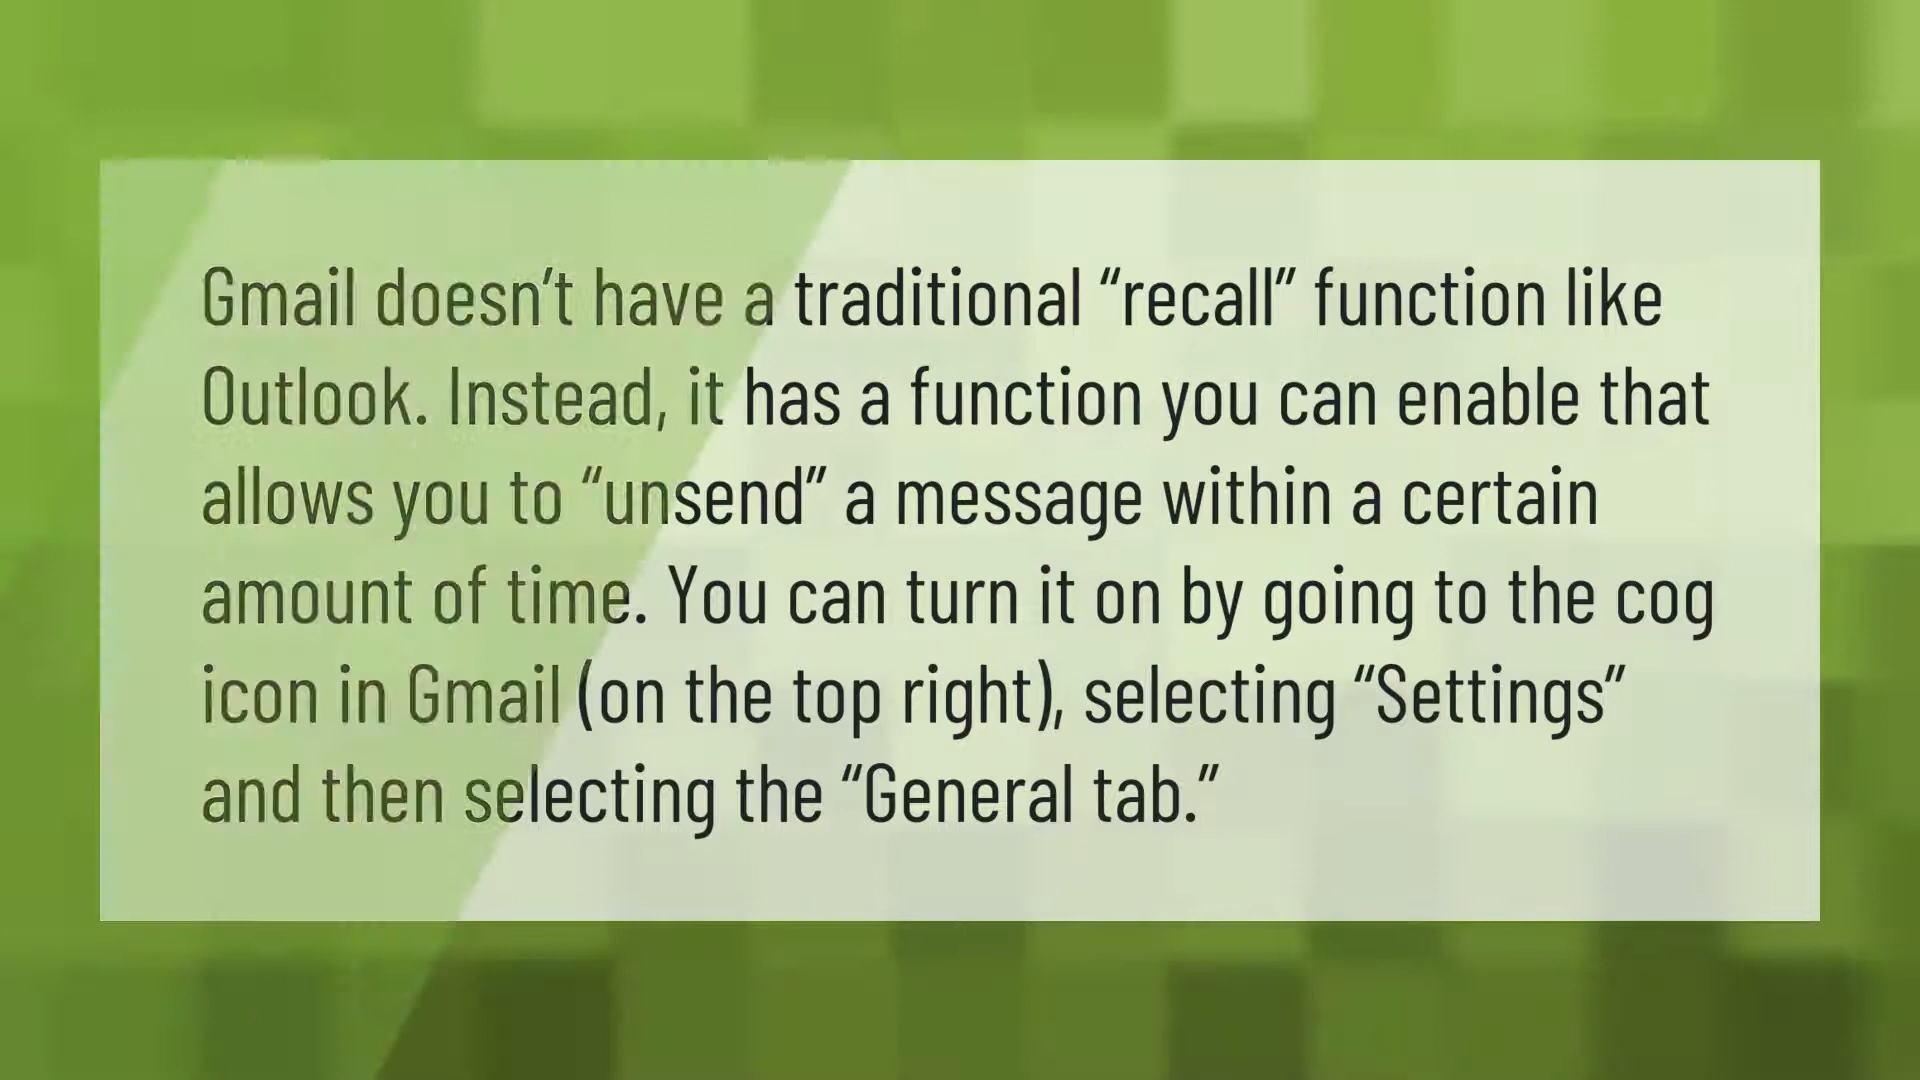 Gmail doesn’t have a traditional “recall” function like
Outlook. Instead, it has a function you can enable that
allows you to “unsend” a message within a certain
amount of time. You can turn it on by going to the cog
icon in Gmail (on the top right), selecting “Settings”
and then selecting the “General tab.”